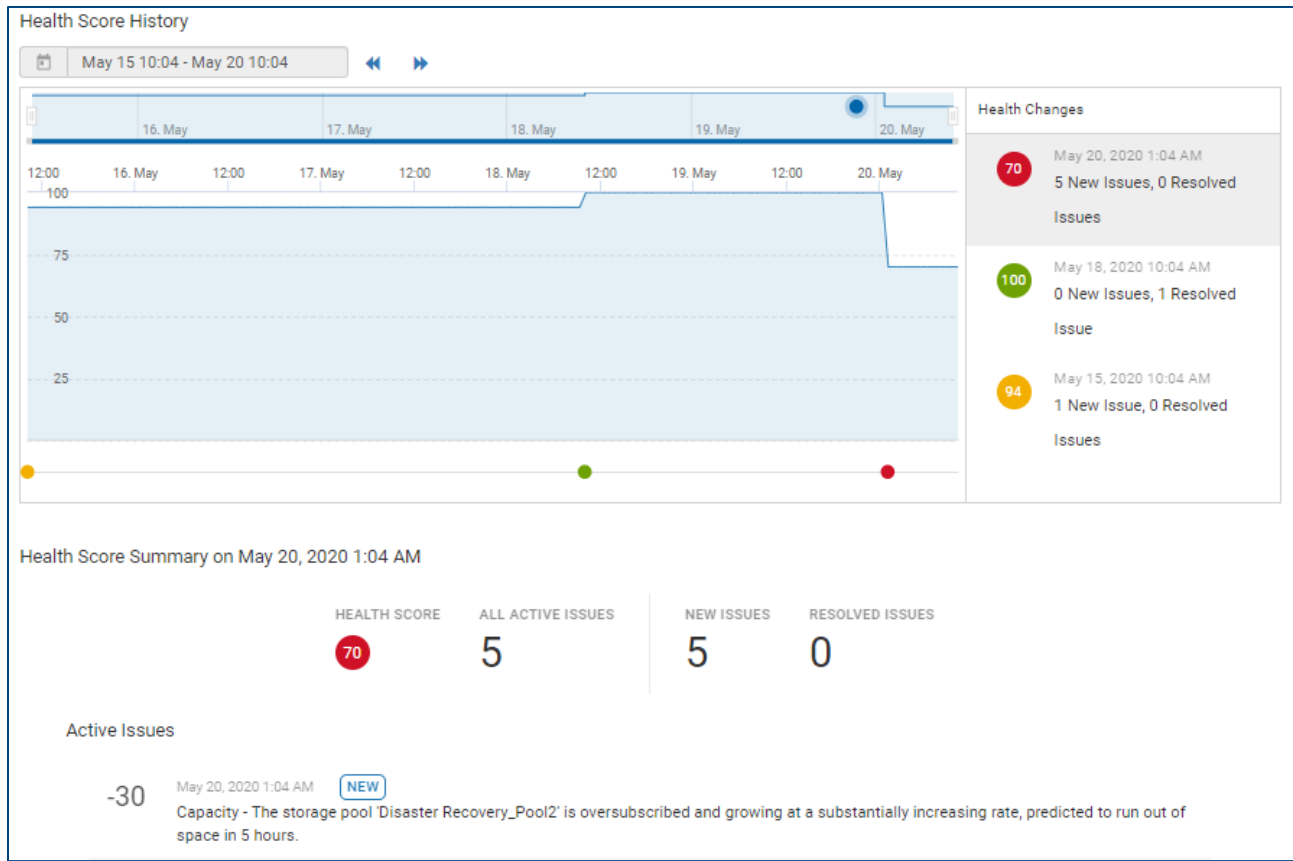 Health Score History
May 15 10:04 - May 20 10:04
16. May 17. May 18. May 19. May 20. May
12:00 16. May 12:00 17. May 12:00 18. May 12:00 19. May 12:00 20. May
100
75
50
25
Health Changes
70
May 20, 2020 1:04 AM
5 New Issues, 0 Resolved
Issues
100
May 18, 2020 10:04 AM
0 New Issues, 1 Resolved
Issue
94
May 15, 2020 10:04 AM
1 New Issue, 0 Resolved
Issues
Health Score Summary on May 20, 2020 1:04 AM
HEALTH SCORE ALL ACTIVE ISSUES NEW ISSUES RESOLVED ISSUES
70 5 5 0
Active Issues
-30
May 20, 2020 1:04 AM NEW
Capacity - The storage pool 'Disaster Recovery_Pool2' is oversubscribed and growing at a substantially increasing rate, predicted to run out of
space in 5 hours.